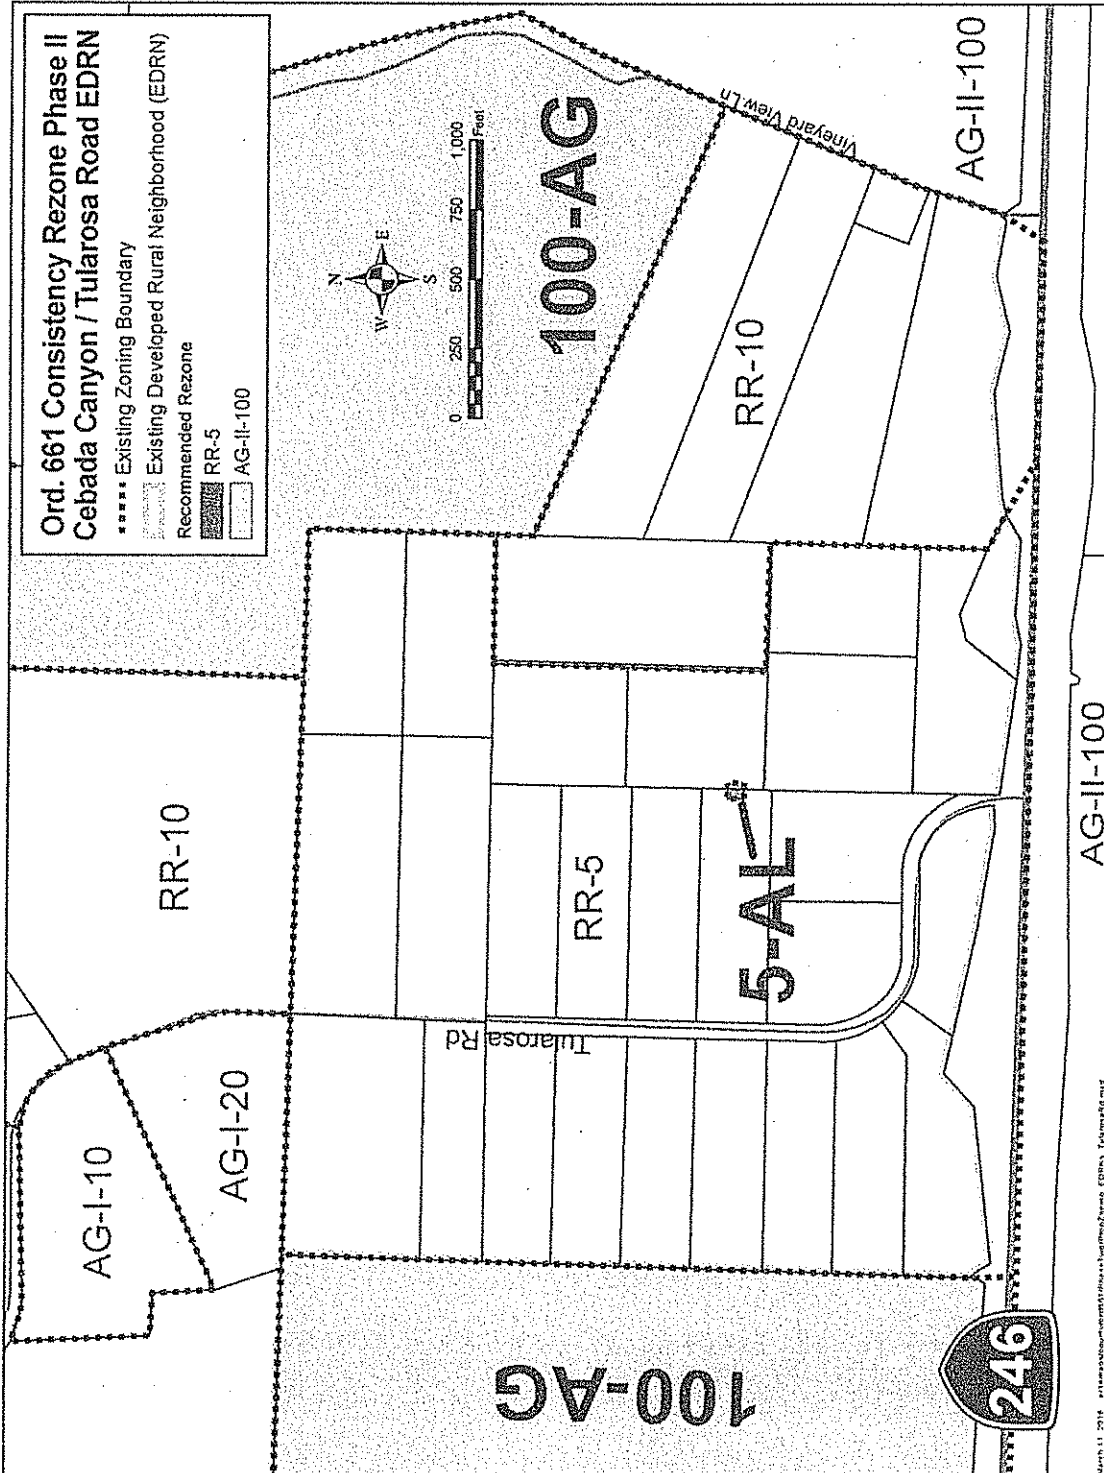 Ord. 661 Consistency Rezone Phase II
Cebada Canyon / Tularosa Road EDRN
Existing Zoning Boundary
Existing Developed Rural Neighborhood (EDRN)
Recommended Rezone
RR-5
AG-II-100
N
W E
S
0 250 500 750 1,000
Feet
100-AG
Vineyard View Ln
AG-II-100
RR-10
RR-10
AG-I-10
AG-I-20
RR-5
5-AL
Tularosa Rd
100-AG
246
AG-II-100